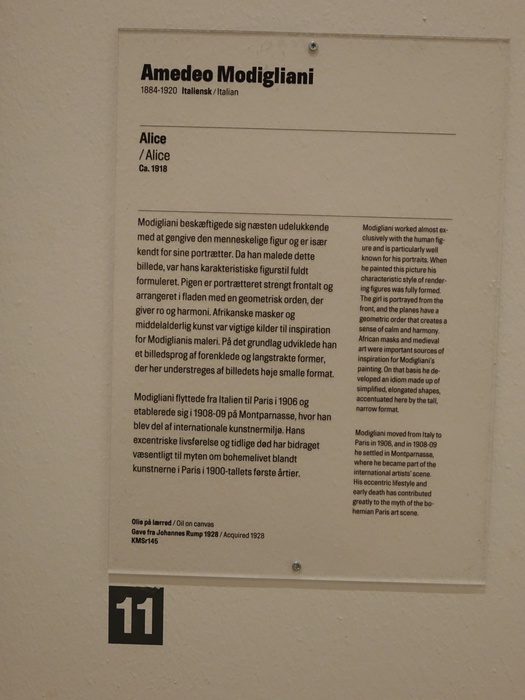 Amedeo Modigliani
1884-1920 Italiensk / Italian
Alice
/ Alice
Ca. 1918
Modigliani beskæftigede sig næsten udelukkende
med at gengive den menneskelige figur og er især
kendt for sine portrætter. Da han malede dette
billede, var hans karakteristiske figurstil fuldt
formuleret. Pigen er portrætteret strengt frontalt og
arrangeret i fladen med en geometrisk orden, der
giver ro og harmoni. Afrikanske masker og
middelalderlig kunst var vigtige kilder til inspiration
for Modiglianis maleri. På det grundlag udviklede han
et billedsprog af forenklede og langstrakte former,
der her understreges af billedets høje smalle format.
Modigliani flyttede fra Italien til Paris i 1906 og
etablerede sig i 1908-09 på Montparnasse, hvor han
blev del af internationale kunstnermiljø. Hans
excentriske livsførelse og tidlige død har bidraget
væsentligt til myten om bohemelivet blandt
kunstnerne i Paris i 1900-tallets første årtier.
Modigliani worked almost ex-
clusively with the human fig-
ure and is particularly well
known for his portraits. When
he painted this picture his
characteristic style of render-
ing figures was fully formed.
The girl is portrayed from the
front, and the planes have a
geometric order that creates a
sense of calm and harmony.
African masks and medieval
art were important sources of
inspiration for Modigliani's
painting. On that basis he de-
veloped an idiom made up of
simplified, elongated shapes,
accentuated here by the tall,
narrow format.
Modigliani moved from Italy to
Paris in 1906, and in 1908-09
he settled in Montparnasse,
where he became part of the
international artists' scene.
His eccentric lifestyle and
early death has contributed
greatly to the myth of the bo-
hemian Paris art scene.
Olie på lærred / Oil on canvas
Gave fra Johannes Rump 1928 / Acquired 1928
KMSr145
11